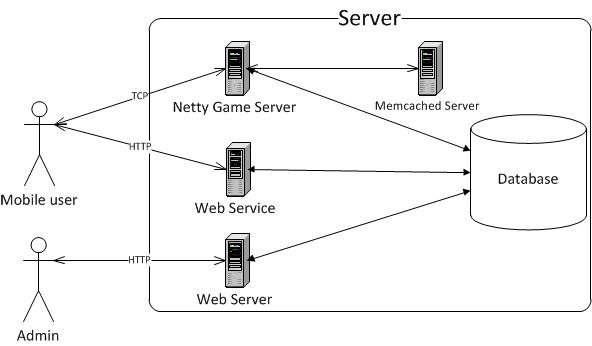 Server
TCP
Netty Game Server
Memcached Server
HTTP
Mobile user
Web Service
Database
HTTP
Web Server
Admin